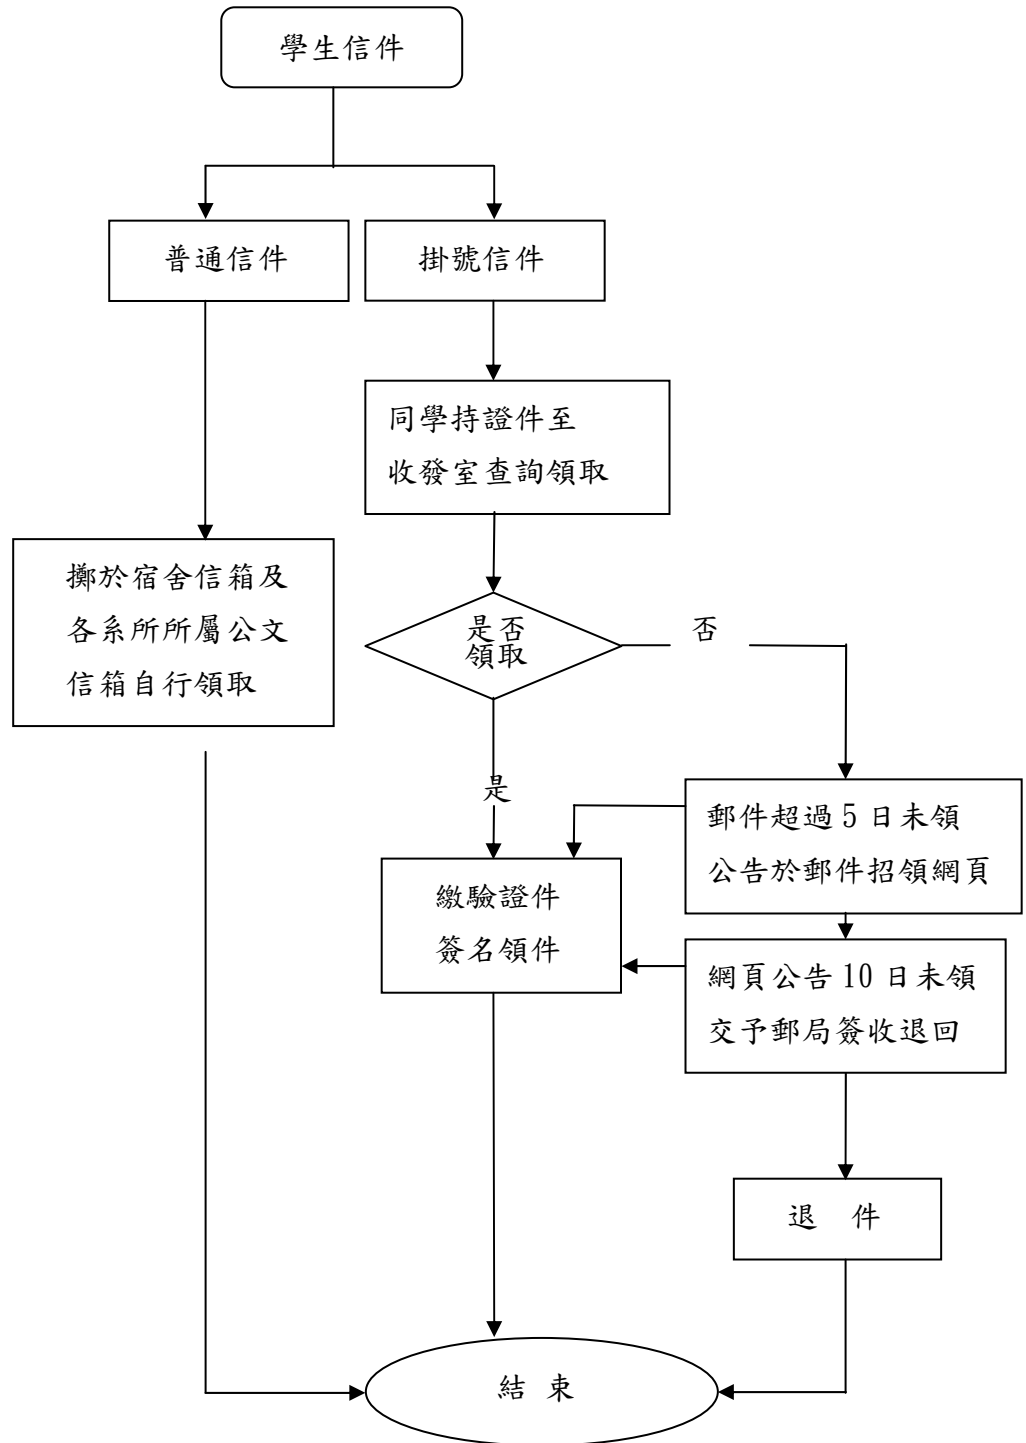 學生信件
普通信件
掛號信件
同學持證件至
收發室查詢領取
擲於宿舍信箱及
各系所所屬公文
信箱自行領取
是否
領取
否
是
郵件超過5日未領
公告於郵件招領網頁
繳驗證件
簽名領件
網頁公告10日未領
交予郵局簽收退回
退 件
結 束